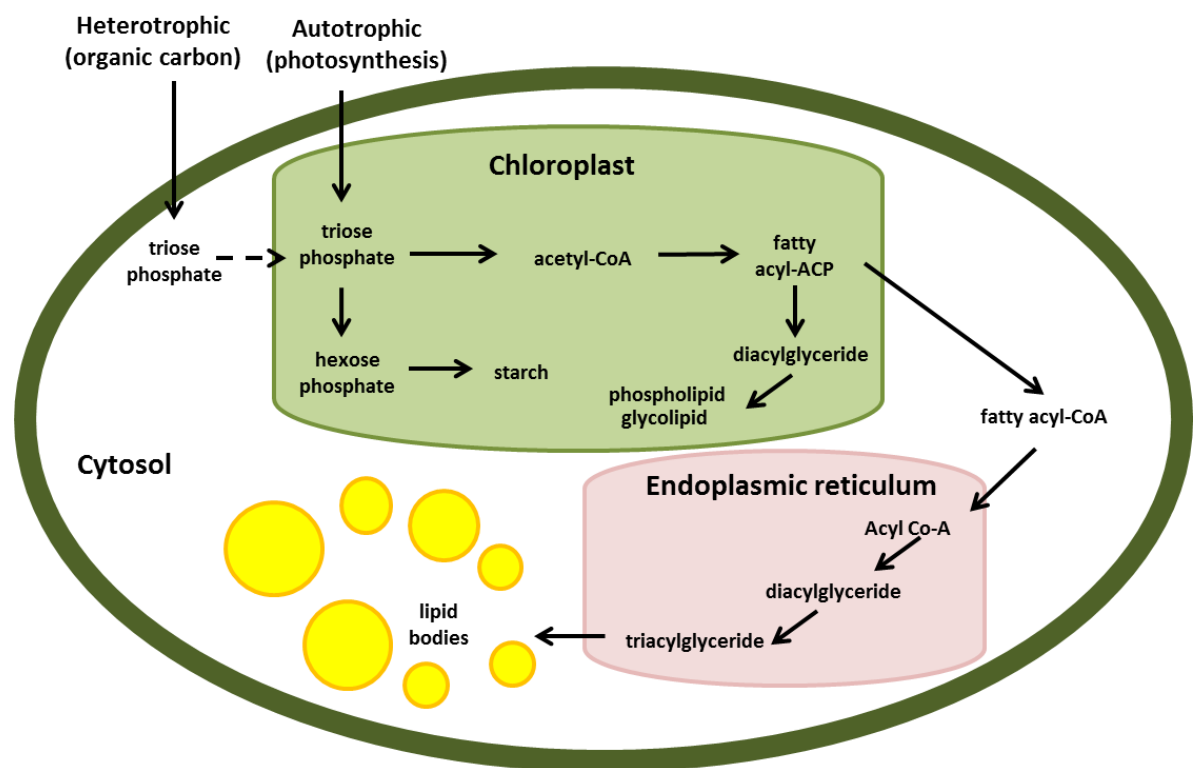 Heterotrophic
(organic carbon)
Autotrophic
(photosynthesis)
Chloroplast
triose
phosphate
triose
phosphate
acetyl-CoA
fatty
acyl-ACP
hexose
phosphate
starch
diacylglyceride
phospholipid
glycolipid
fatty acyl-CoA
Cytosol
Endoplasmic reticulum
Acyl Co-A
diacylglyceride
triacylglyceride
lipid
bodies